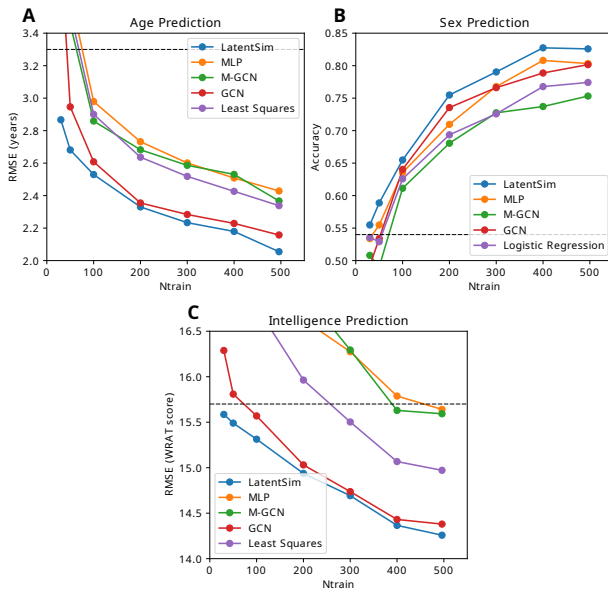 A
Age Prediction
3.4
3.2
3.0
2.8
2.6
2.4
2.2
2.0
RMSE (years)
0 100 200 300 400 500
Ntrain
LatentSim
MLP
M-GCN
GCN
Least Squares
B
Sex Prediction
0.85
0.80
0.75
0.70
0.65
0.60
0.55
0.50
Accuracy
0 100 200 300 400 500
Ntrain
LatentSim
MLP
M-GCN
GCN
Logistic Regression
C
Intelligence Prediction
16.5
16.0
15.5
15.0
14.5
14.0
RMSE (WRAT score)
0 100 200 300 400 500
Ntrain
LatentSim
MLP
M-GCN
GCN
Least Squares